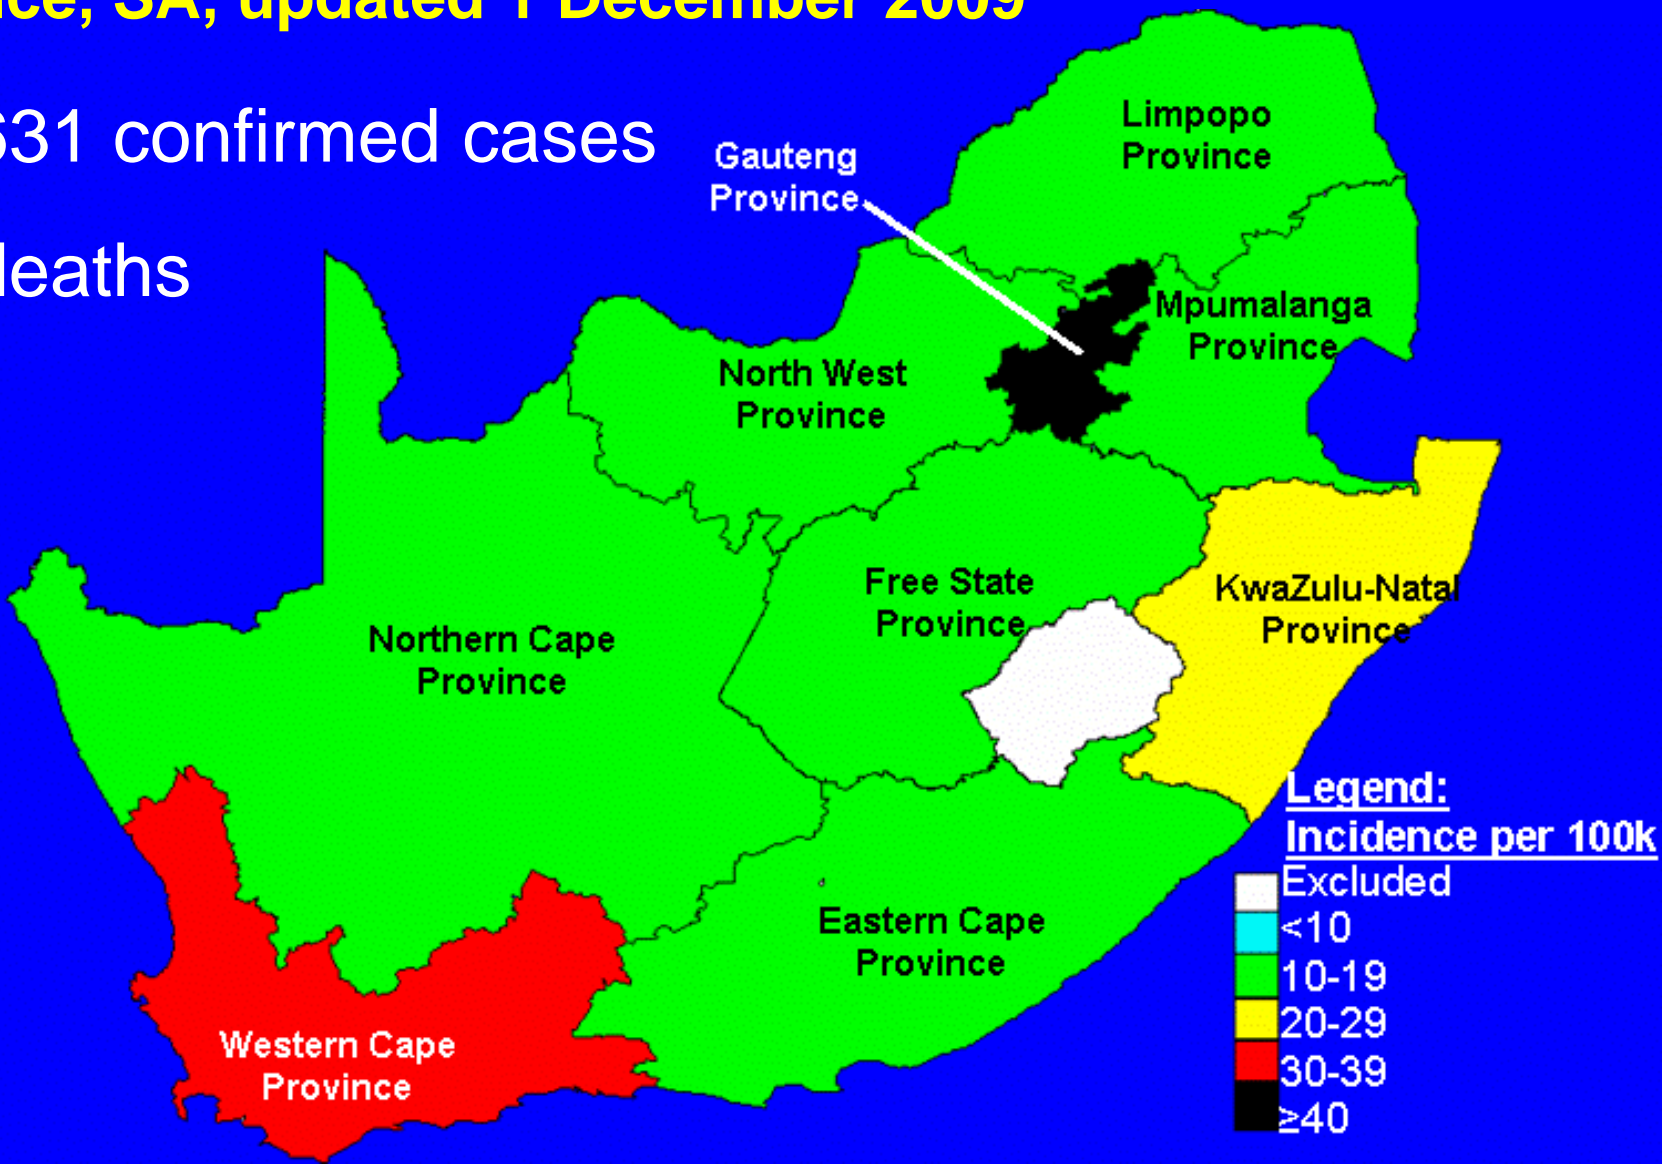 SA, updated 1 December 2009
631 confirmed cases
Limpopo
Province
Gauteng
Province
Mpumalanga
Province
North West
Province
Free State
Province
KwaZulu-Natal
Province
Northern Cape
Province
Eastern Cape
Province
Western Cape
Province
Legend:
Incidence per 100k
Excluded
<10
10-19
20-29
30-39
≥40